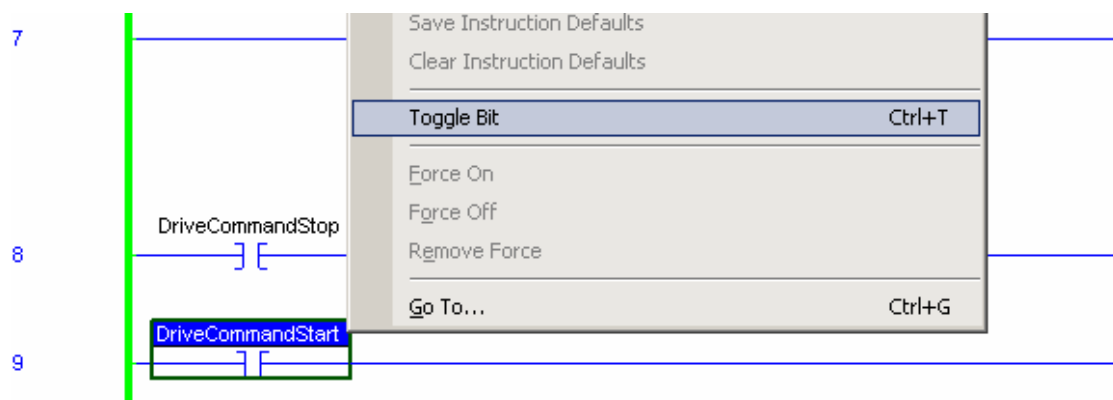 7
Save Instruction Defaults
Clear Instruction Defaults
Toggle Bit Ctrl+T
Force On
Force Off
Remove Force
DriveCommandStop
8
Go To... Ctrl+G
DriveCommandStart
9